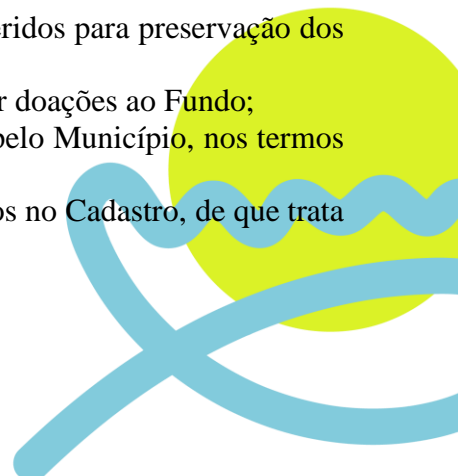 eridos para preservação dos
r doações ao Fundo;
pelo Município, nos termos
os no Cadastro, de que trata